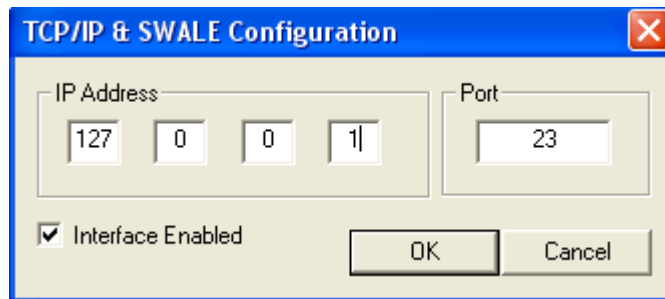 TCP/IP & SWALE Configuration
IP Address
Port
127 0 0 1
23
Interface Enabled
OK
Cancel